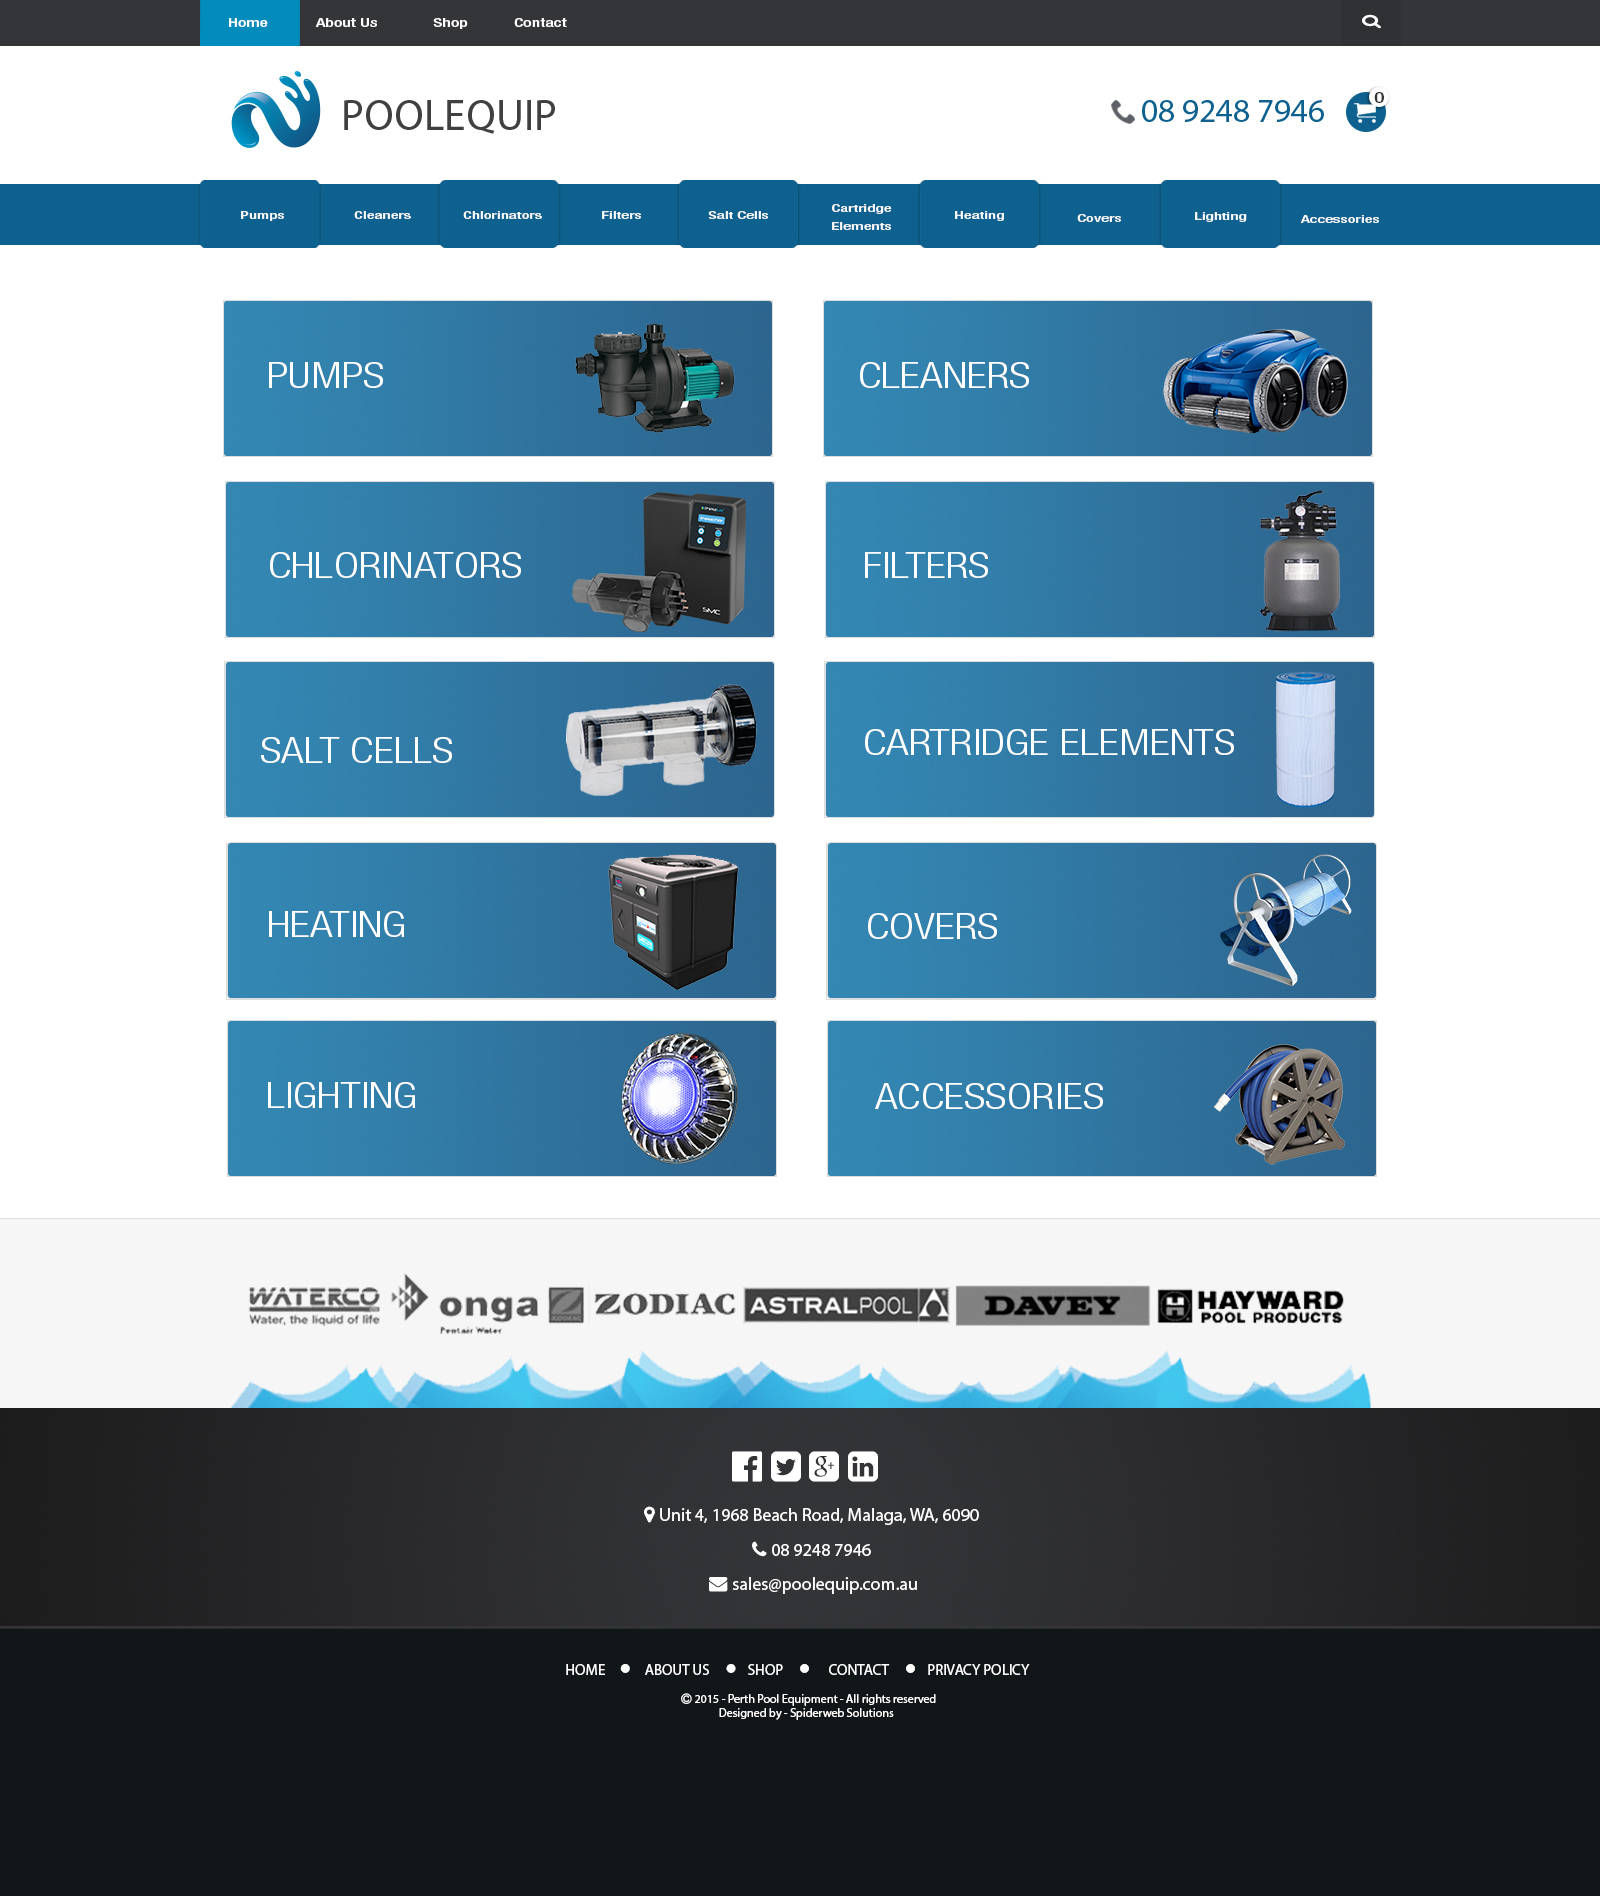 Home About Us Shop Contact
POOLEQUIP
08 9248 7946
0
Pumps Cleaners Chlorinators Filters Salt Cells Cartridge Elements Heating Covers Lighting Accessories
PUMPS
CLEANERS
CHLORINATORS
SMC
FILTERS
SALT CELLS
CARTRIDGE ELEMENTS
HEATING
COVERS
LIGHTING
ACCESSORIES
WATERCO
Water, the liquid of life
onga
Pentair Water
ZODIAC
ZODIAC
ASTRALPOOL
DAVEY
HAYWARD
POOL PRODUCTS
Unit 4, 1968 Beach Road, Malaga, WA, 6090
08 9248 7946
sales@poolequip.com.au
HOME ● ABOUT US ● SHOP ● CONTACT ● PRIVACY POLICY
© 2015 - Perth Pool Equipment - All rights reserved
Designed by - Spiderweb Solutions